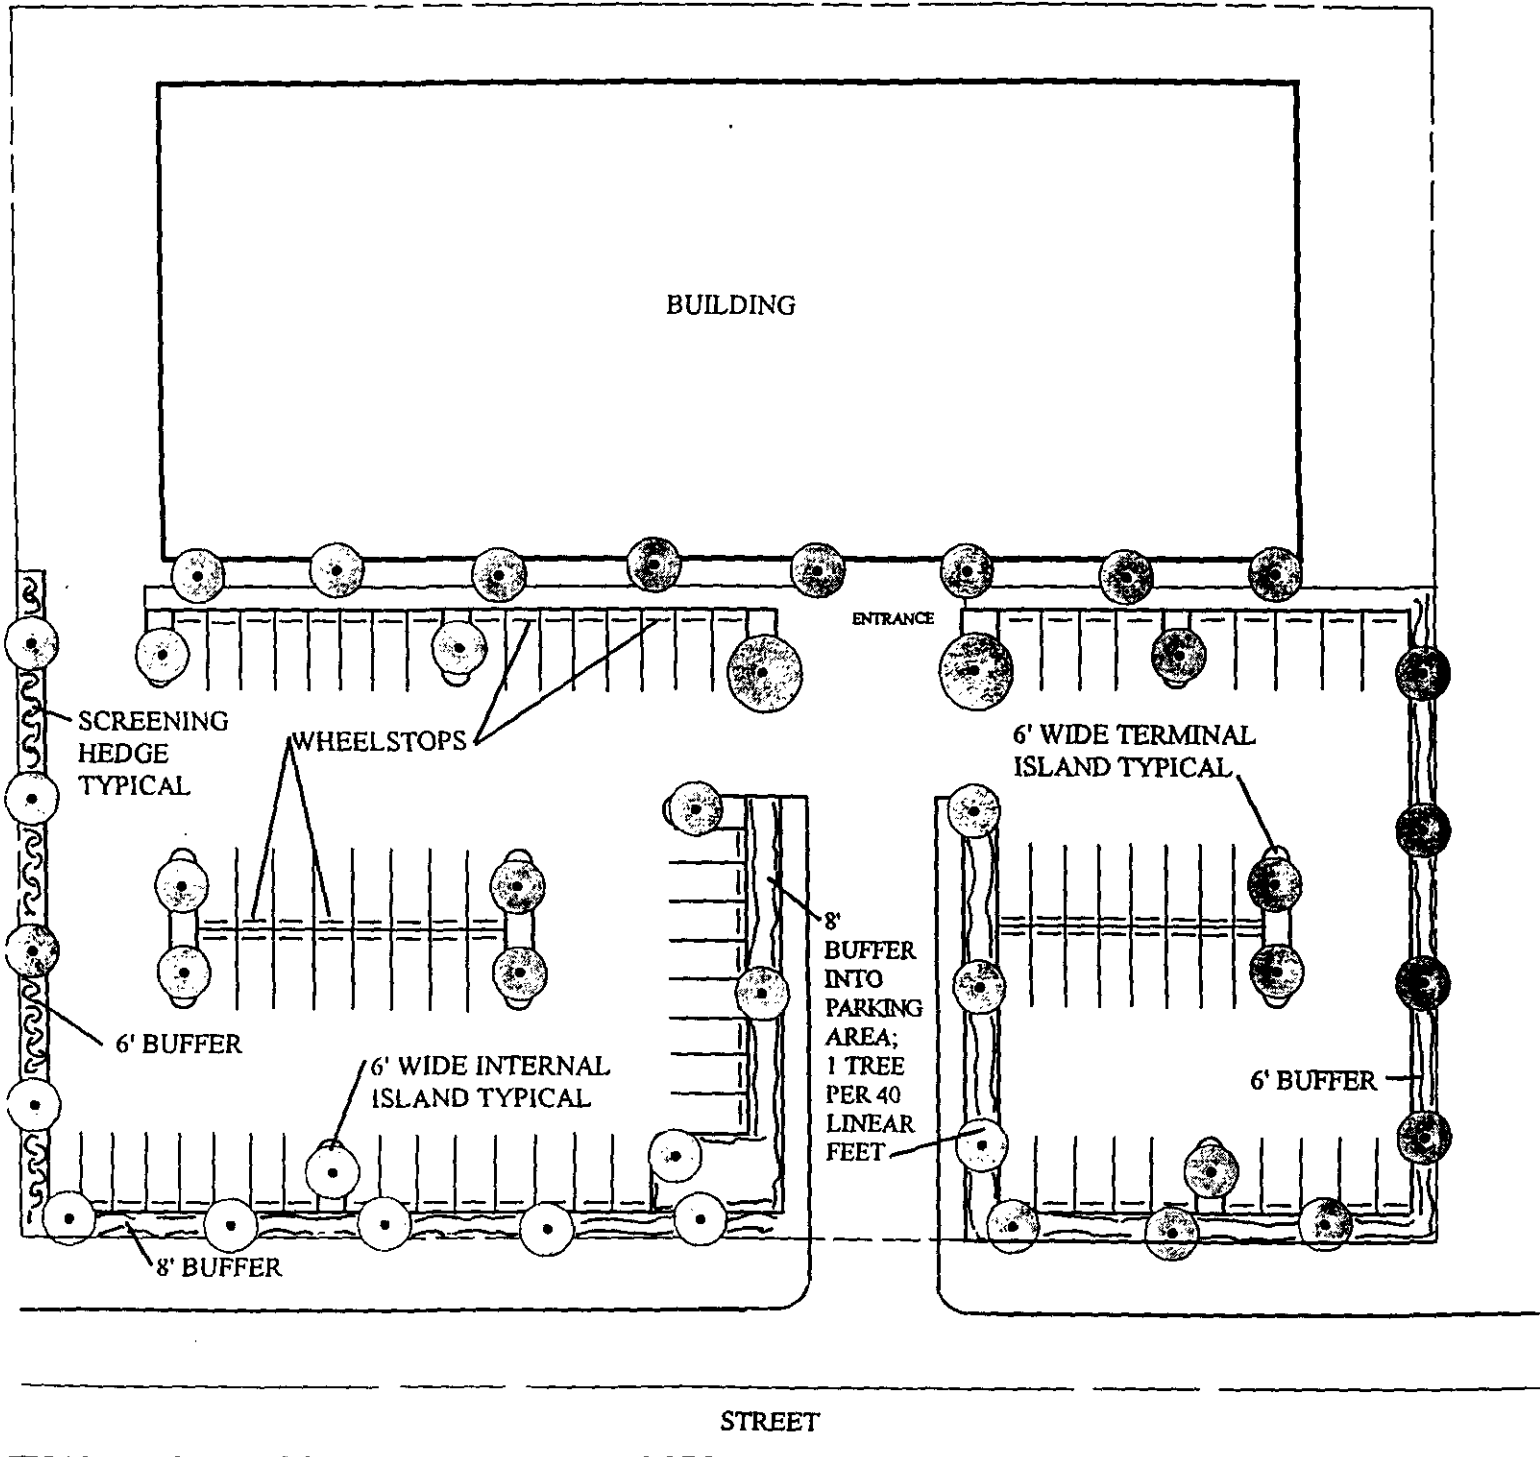 BUILDING
ENTRANCE
SCREENING
HEDGE
TYPICAL
WHEELSTOPS
6' WIDE TERMINAL
ISLAND TYPICAL
8'
BUFFER
INTO
PARKING
AREA;
1 TREE
PER 40
LINEAR
FEET
6' BUFFER
6' WIDE INTERNAL
ISLAND TYPICAL
6' BUFFER
8' BUFFER
STREET